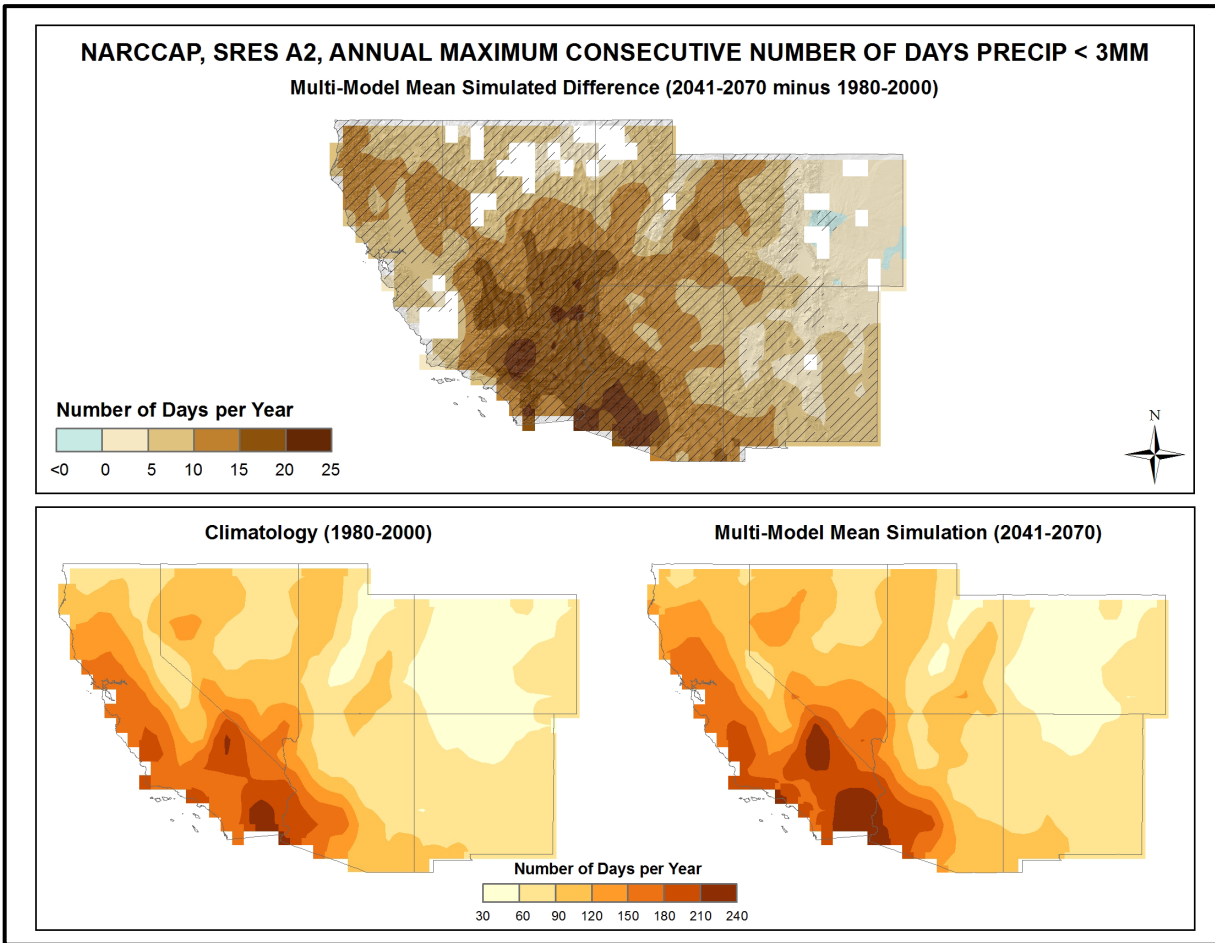 NARCCAP, SRES A2, ANNUAL MAXIMUM CONSECUTIVE NUMBER OF DAYS PRECIP < 3MM
Multi-Model Mean Simulated Difference (2041-2070 minus 1980-2000)
Number of Days per Year
<0 0 5 10 15 20 25
N
Climatology (1980-2000)
Multi-Model Mean Simulation (2041-2070)
Number of Days per Year
30 60 90 120 150 180 210 240